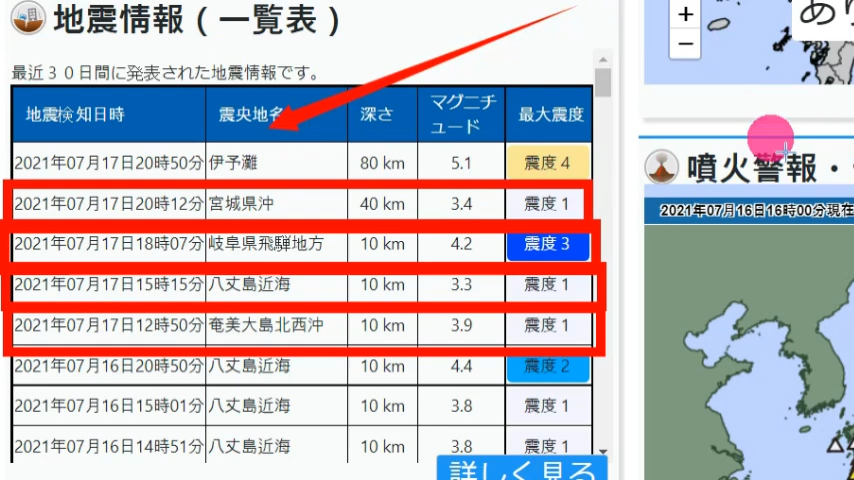 地震情報（一覧表）
最近３０日間に発表された地震情報です。
地震検知日時 震央地名 深さ マグニチュード 最大震度
2021年07月17日20時50分 伊予灘 80 km 5.1 震度４
2021年07月17日20時12分 宮城県沖 40 km 3.4 震度１
2021年07月17日18時07分 岐阜県飛騨地方 10 km 4.2 震度３
2021年07月17日15時15分 八丈島近海 10 km 3.3 震度１
2021年07月17日12時50分 奄美大島北西沖 10 km 3.9 震度１
2021年07月16日20時50分 八丈島近海 10 km 4.4 震度２
2021年07月16日15時01分 八丈島近海 10 km 3.8 震度１
2021年07月16日14時51分 八丈島近海 10 km 3.8 震度１
詳しく見る
+
−
あり
噴火警報・
2021年07月16日16時00分現在